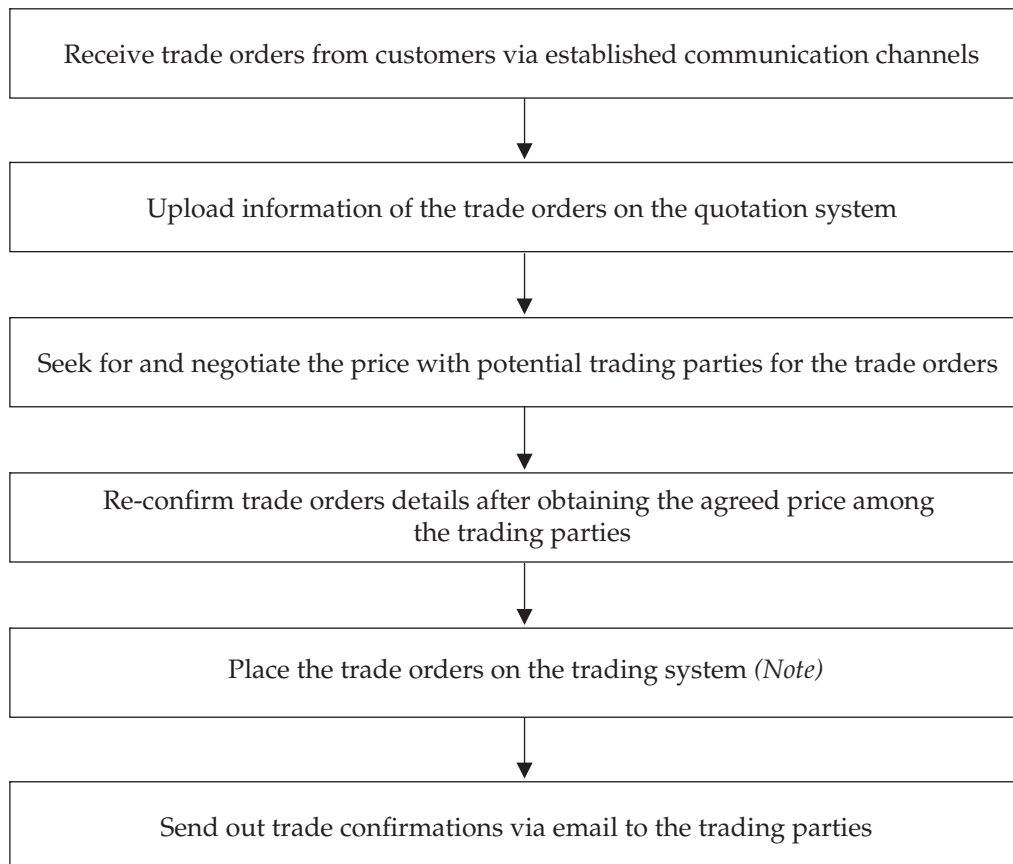 Receive trade orders from customers via established communication channels
Upload information of the trade orders on the quotation system
Seek for and negotiate the price with potential trading parties for the trade orders
Re-confirm trade orders details after obtaining the agreed price among
the trading parties
Place the trade orders on the trading system (Note)
Send out trade confirmations via email to the trading parties